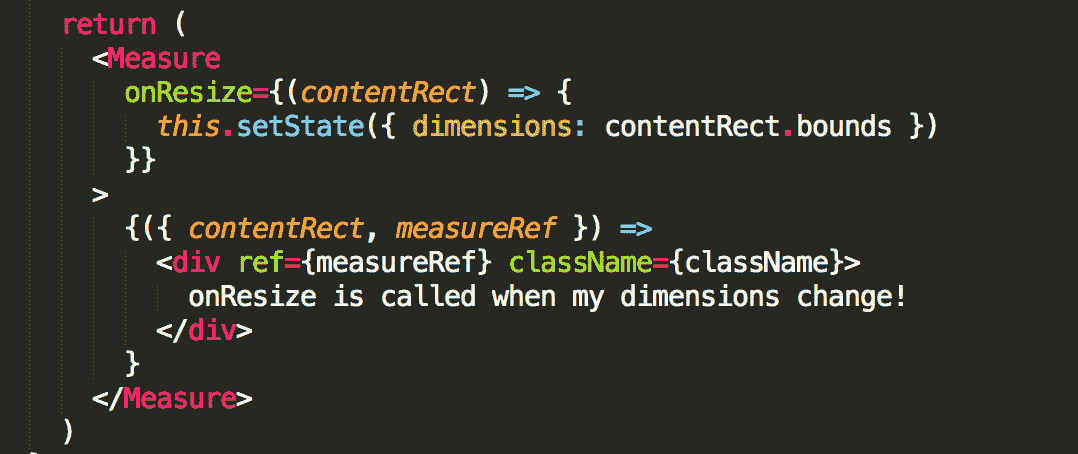 return (
<Measure
onResize={(contentRect) => {
this.setState({ dimensions: contentRect.bounds })
}}
>
{({ contentRect, measureRef }) =>
<div ref={measureRef} className={className}>
onResize is called when my dimensions change!
</div>
}
</Measure>
)